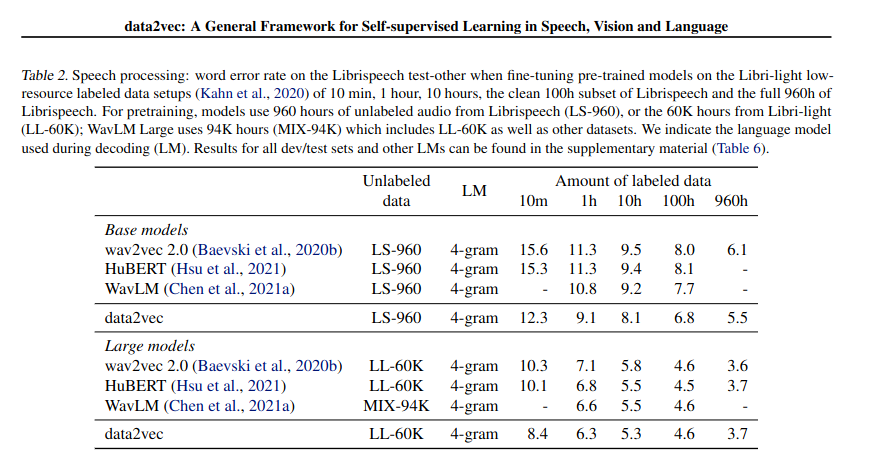 data2vec: A General Framework for Self-supervised Learning in Speech, Vision and Language
Table 2. Speech processing: word error rate on the Librispeech test-other when fine-tuning pre-trained models on the Libri-light low-
resource labeled data setups (Kahn et al., 2020) of 10 min, 1 hour, 10 hours, the clean 100h subset of Librispeech and the full 960h of
Librispeech. For pretraining, models use 960 hours of unlabeled audio from Librispeech (LS-960), or the 60K hours from Libri-light
(LL-60K); WavLM Large uses 94K hours (MIX-94K) which includes LL-60K as well as other datasets. We indicate the language model
used during decoding (LM). Results for all dev/test sets and other LMs can be found in the supplementary material (Table 6).
Unlabeled data LM Amount of labeled data
10m 1h 10h 100h 960h
Base models
wav2vec 2.0 (Baevski et al., 2020b) LS-960 4-gram 15.6 11.3 9.5 8.0 6.1
HuBERT (Hsu et al., 2021) LS-960 4-gram 15.3 11.3 9.4 8.1 -
WavLM (Chen et al., 2021a) LS-960 4-gram - 10.8 9.2 7.7 -
data2vec LS-960 4-gram 12.3 9.1 8.1 6.8 5.5
Large models
wav2vec 2.0 (Baevski et al., 2020b) LL-60K 4-gram 10.3 7.1 5.8 4.6 3.6
HuBERT (Hsu et al., 2021) LL-60K 4-gram 10.1 6.8 5.5 4.5 3.7
WavLM (Chen et al., 2021a) MIX-94K 4-gram - 6.6 5.5 4.6 -
data2vec LL-60K 4-gram 8.4 6.3 5.3 4.6 3.7